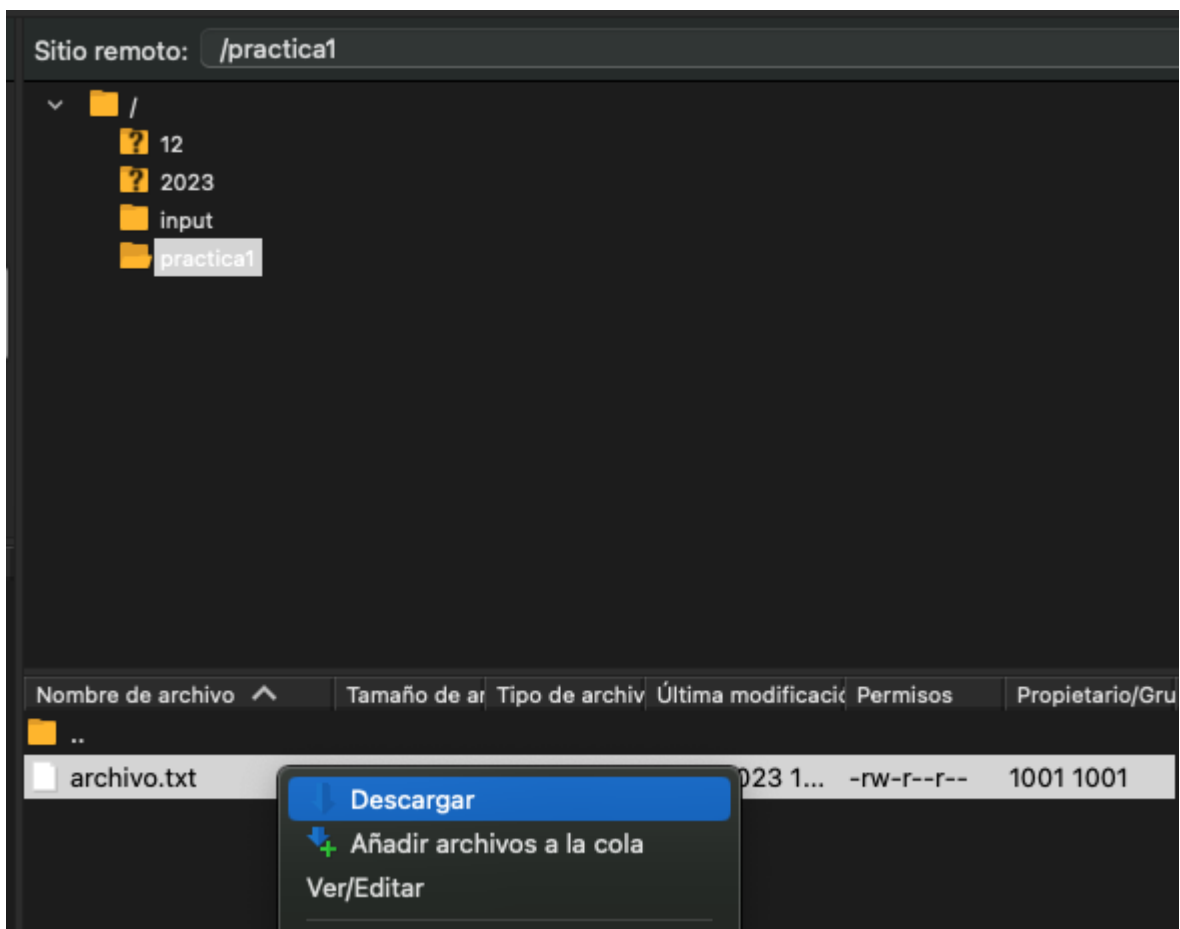 Sitio remoto: /practica1
/
12
2023
input
practica1
Nombre de archivo Tamaño de ar Tipo de archiv Última modificació Permisos Propietario/Gru
..
archivo.txt 023 1... -rw-r--r-- 1001 1001
Descargar
Añadir archivos a la cola
Ver/Editar